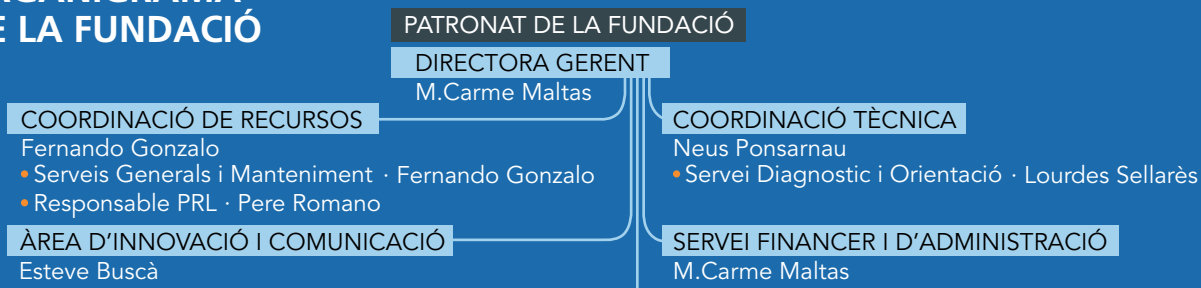 E LA FUNDACIÓ
PATRONAT DE LA FUNDACIÓ
DIRECTORA GERENT
M.Carme Maltas
COORDINACIÓ DE RECURSOS
Fernando Gonzalo
• Serveis Generals i Manteniment · Fernando Gonzalo
• Responsable PRL · Pere Romano
ÀREA D'INNOVACIÓ I COMUNICACIÓ
Esteve Buscà
COORDINACIÓ TÈCNICA
Neus Ponsarnau
• Servei Diagnostic i Orientació · Lourdes Sellarès
SERVEI FINANCER I D'ADMINISTRACIÓ
M.Carme Maltas